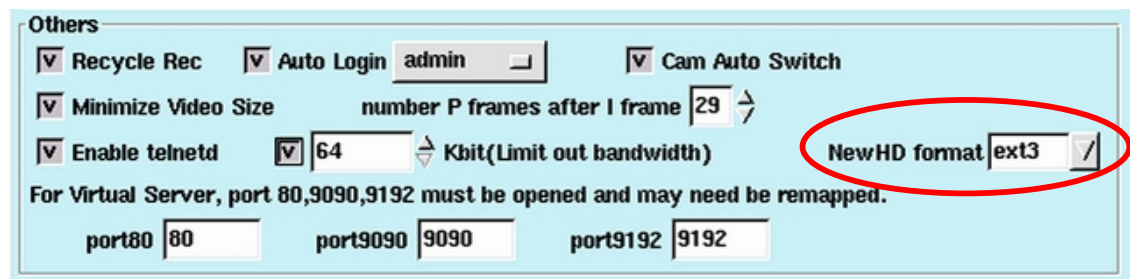 Others
Recycle Rec Auto Login admin Cam Auto Switch
Minimize Video Size number P frames after I frame 29
Enable telnetd 64 Kbit(Limit out bandwidth) NewHD format ext3
For Virtual Server, port 80,9090,9192 must be opened and may need be remapped.
port80 80 port9090 9090 port9192 9192